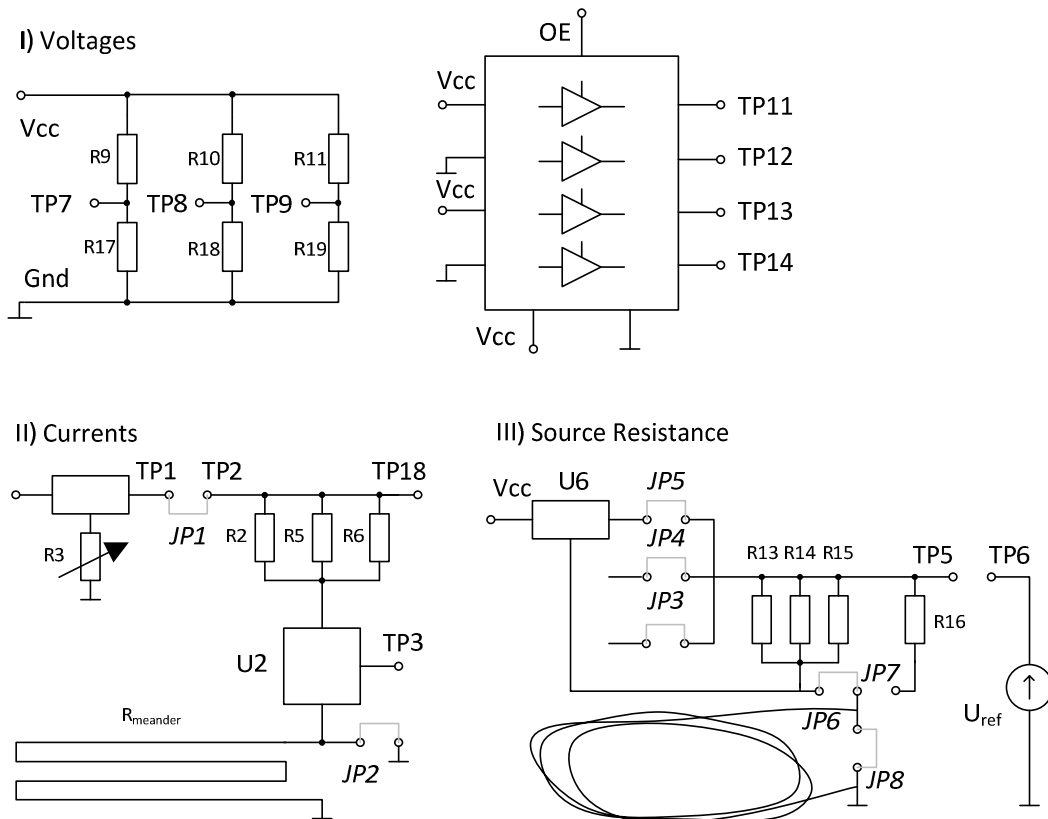 I) Voltages
Vcc
R9
R10
R11
TP7
TP8
TP9
R17
R18
R19
Gnd
OE
Vcc
Vcc
TP11
TP12
TP13
TP14
Vcc
II) Currents
TP1
TP2
TP18
JP1
R3
R2
R5
R6
U2
TP3
Rmeander
JP2
III) Source Resistance
Vcc
U6
JP5
JP4
JP3
R13 R14 R15
TP5
TP6
R16
JP7
JP6
JP8
Uref